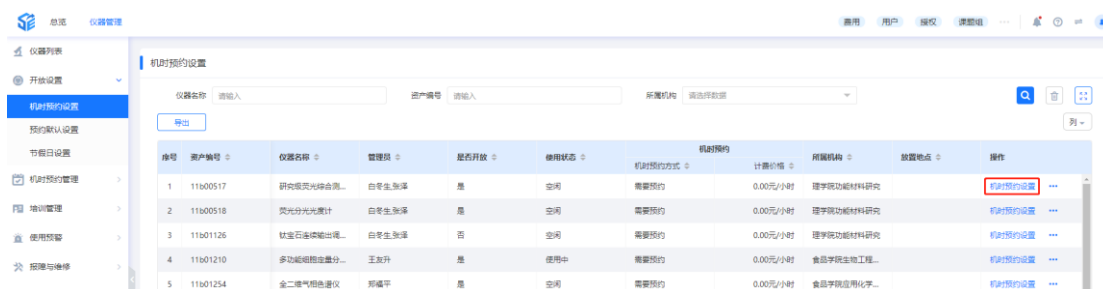 总览 仪器管理 费用 用户 授权 课题组 ...
仪器列表
开放设置
机时预约设置
预约默认设置
节假日设置
机时预约管理
培训管理
使用预警
报障与维修
机时预约设置
仪器名称 请输入 资产编号 请输入 所属机构 请选择数据
导出 列
序号 资产编号 仪器名称 管理员 是否开放 使用状态 机时预约 所属机构 放置地点 操作
机时预约方式 计费价格
1 11b00517 研究级荧光综合测... 白冬生,张泽 是 空闲 需要预约 0.00元/小时 理学院功能材料研究 机时预约设置 •••
2 11b00518 荧光分光光度计 白冬生,张泽 是 空闲 需要预约 0.00元/小时 理学院功能材料研究 机时预约设置 •••
3 11b01126 钛宝石连续输出调... 白冬生,张泽 否 空闲 需要预约 0.00元/小时 理学院功能材料研究 机时预约设置 •••
4 11b01210 多功能细胞定量分... 王友升 是 使用中 需要预约 0.00元/小时 食品学院生物工程... 机时预约设置 •••
5 11b01254 全二维气相色谱仪 郑福平 是 空闲 需要预约 0.00元/小时 食品学院应用化学... 机时预约设置 •••